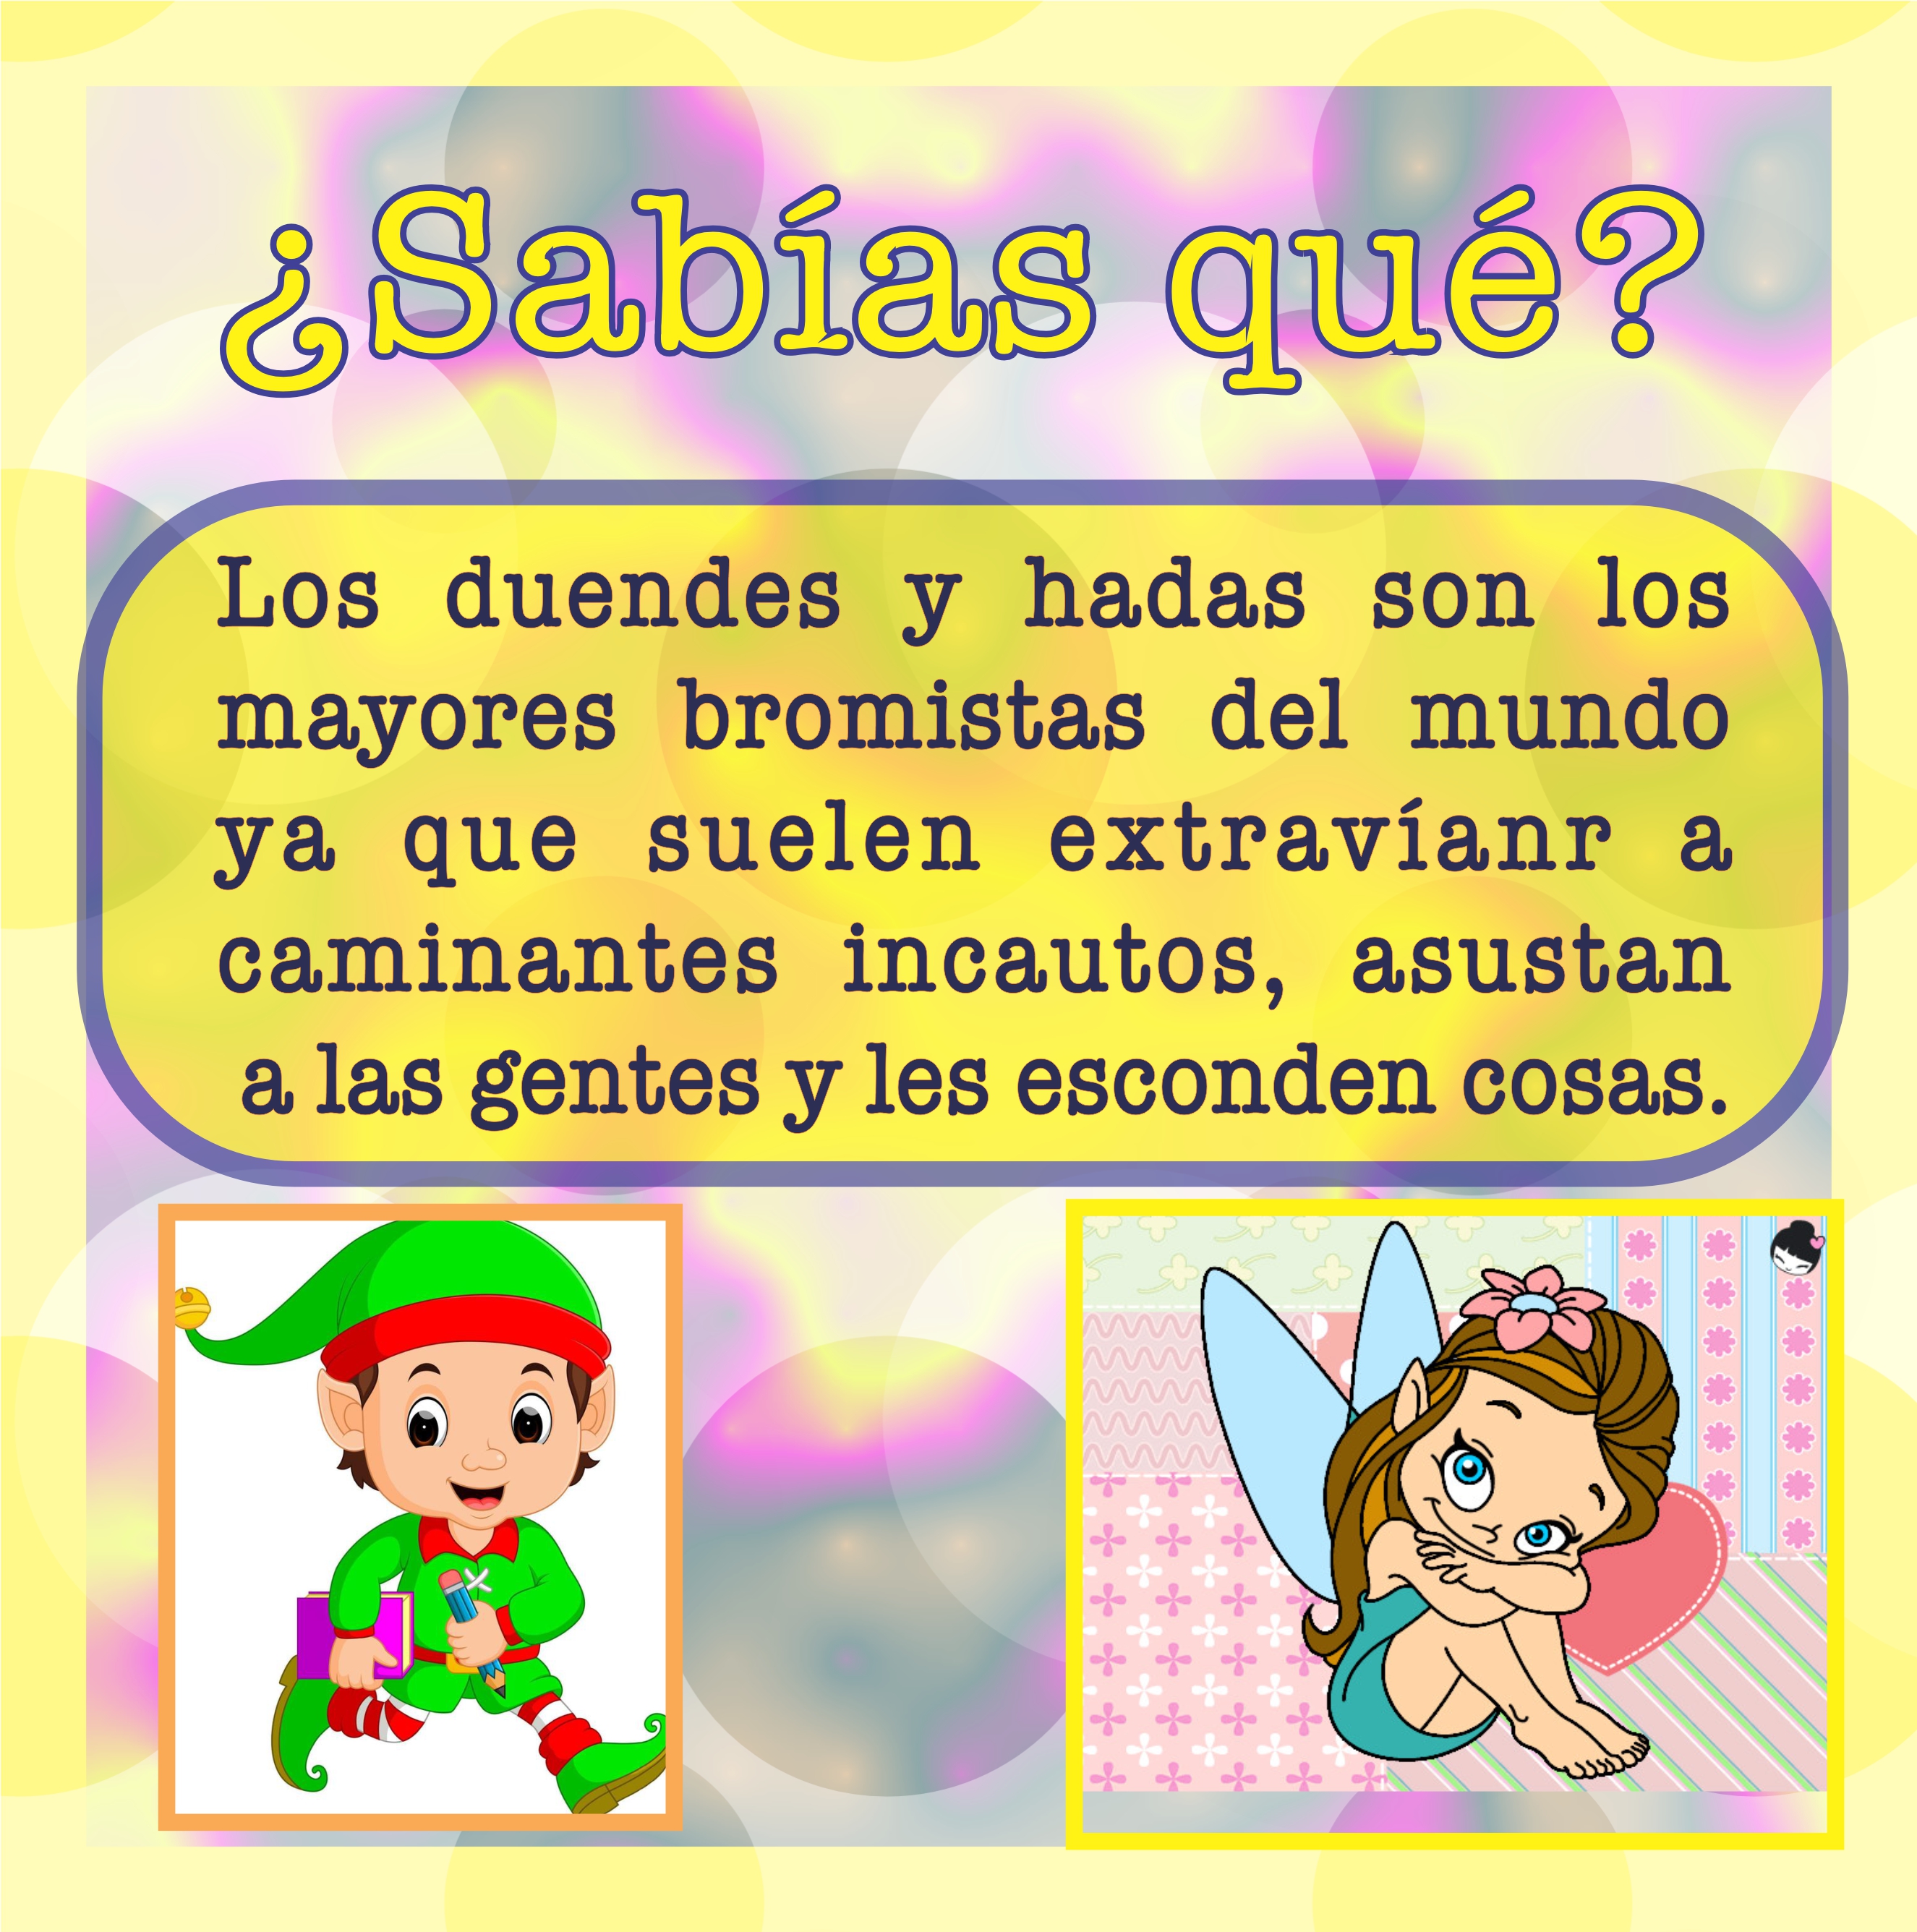 ¿Sabías qué?
Los duendes y hadas son los
mayores bromistas del mundo
ya que suelen extravíanr a
caminantes incautos, asustan
a las gentes y les esconden cosas.